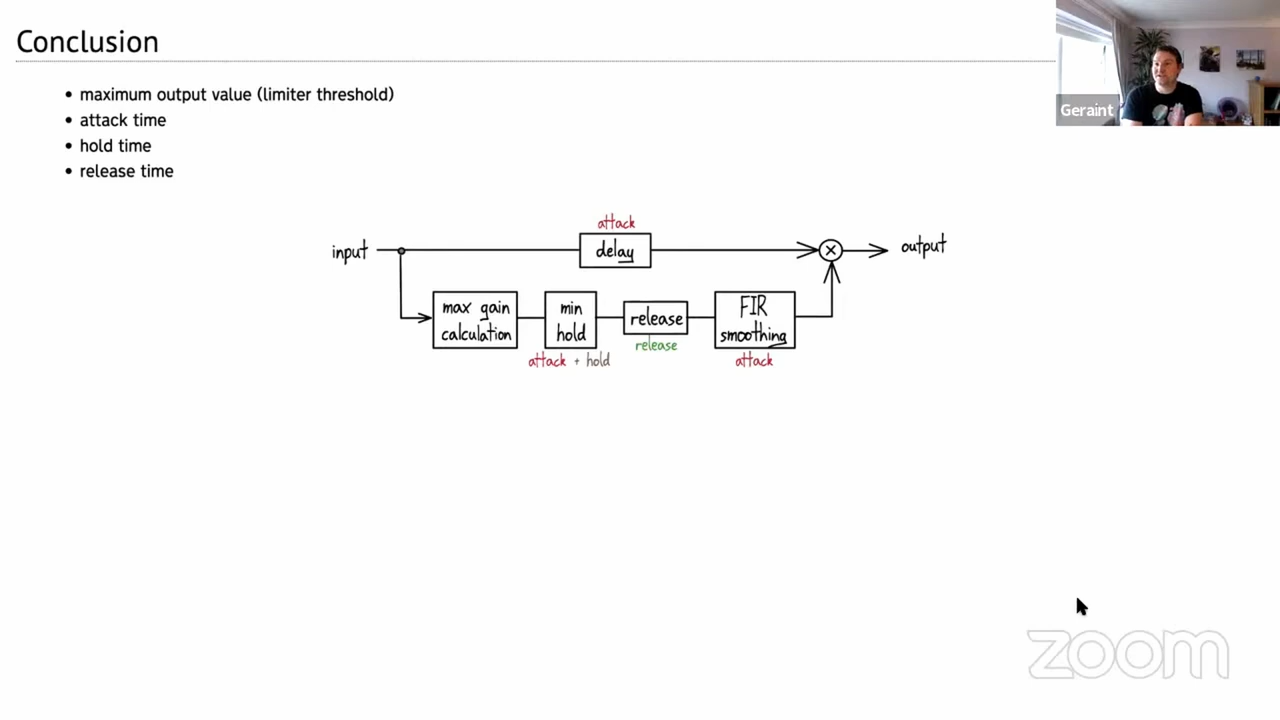 Conclusion
Geraint
• maximum output value (limiter threshold)
• attack time
• hold time
• release time
attack
input
delay
output
max gain
calculation
min
hold
release
FIR
smoothing
attack + hold
release
attack
zoom